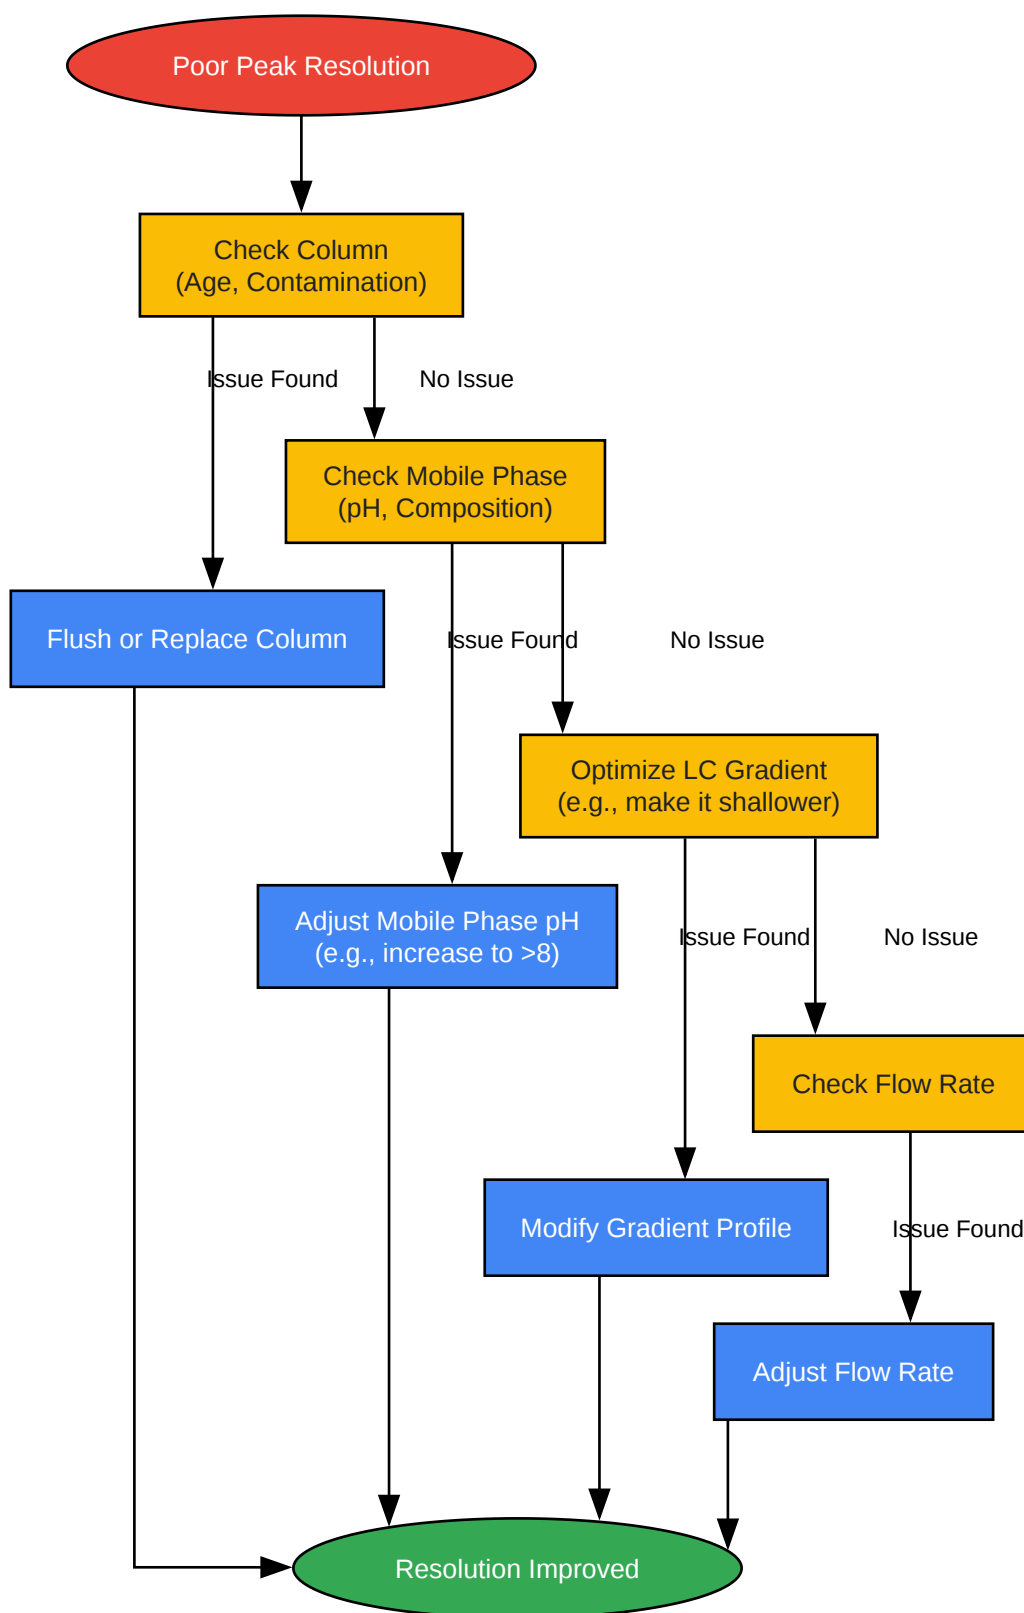 Poor Peak Resolution
Check Column
(Age, Contamination)
Issue Found
No Issue
Check Mobile Phase
(pH, Composition)
Flush or Replace Column
Issue Found
No Issue
Optimize LC Gradient
(e.g., make it shallower)
Adjust Mobile Phase pH
(e.g., increase to >8)
Issue Found
No Issue
Check Flow Rate
Modify Gradient Profile
Issue Found
Adjust Flow Rate
Resolution Improved